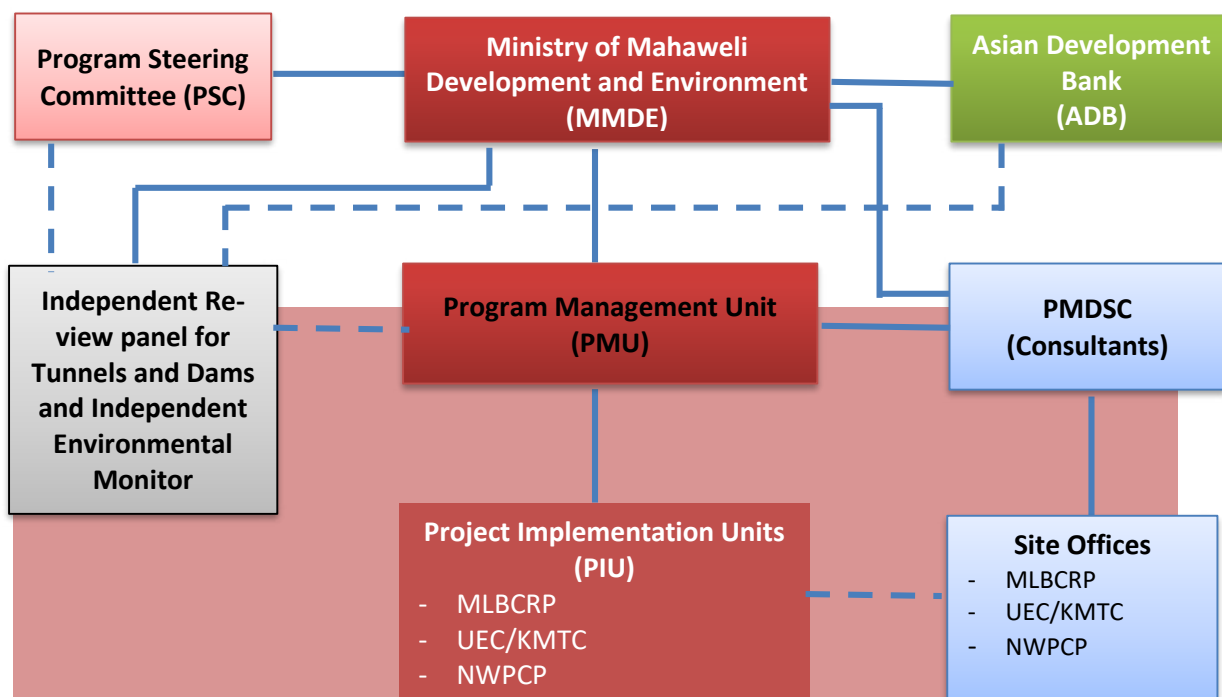 Program Steering
Committee (PSC)
Ministry of Mahaweli
Development and Environment
(MMDE)
Asian Development
Bank
(ADB)
Independent Re-
view panel for
Tunnels and Dams
and Independent
Environmental
Monitor
Program Management Unit
(PMU)
PMDSC
(Consultants)
Project Implementation Units
(PIU)
- MLBCRP
- UEC/KMTC
- NWPCP
Site Offices
- MLBCRP
- UEC/KMTC
- NWPCP